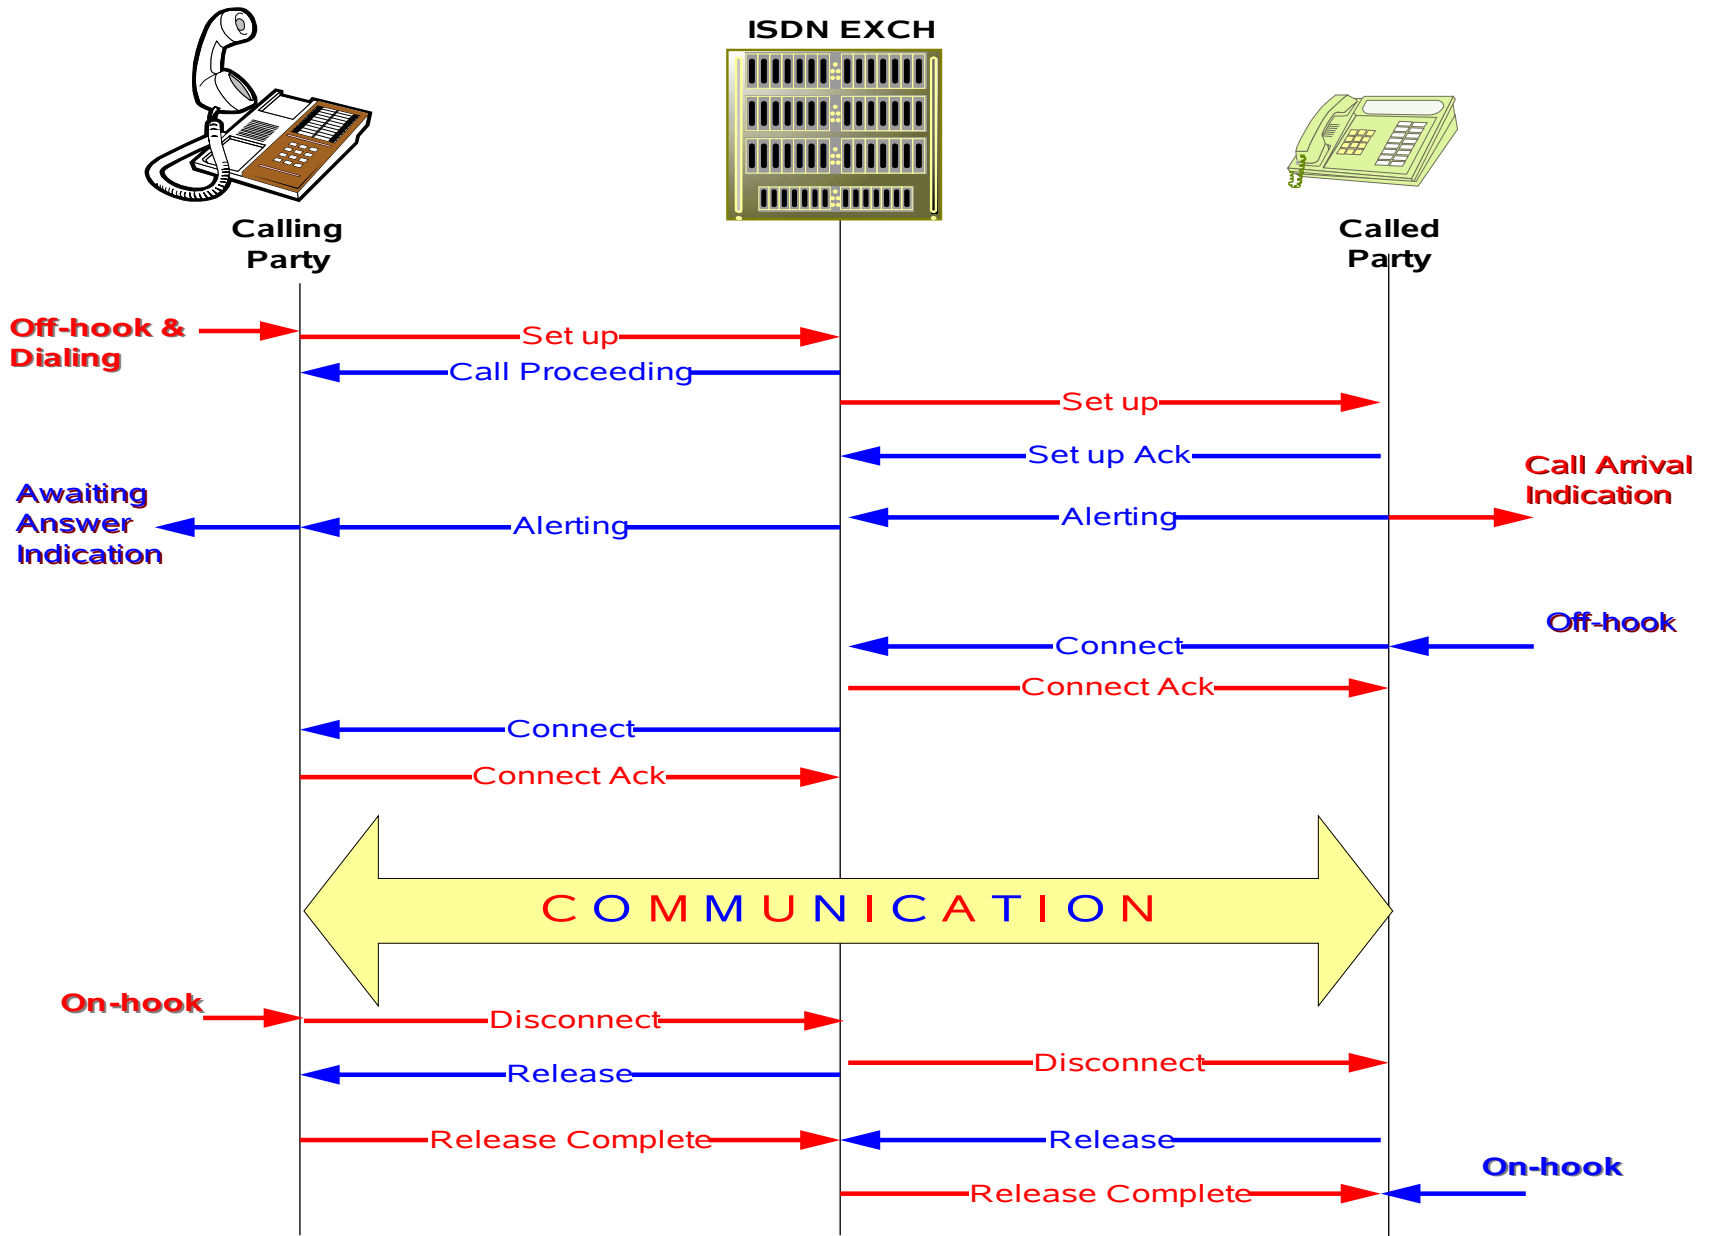 ISDN EXCH
Calling
Party
Called
Party
Off-hook &
Dialing
Set up
Call Proceeding
Set up
Set up Ack
Call Arrival
Indication
Awaiting
Answer
Indication
Alerting
Alerting
Off-hook
Connect
Connect Ack
Connect
Connect Ack
COMMUNICATION
On-hook
Disconnect
Disconnect
Release
Release Complete
Release
On-hook
Release Complete